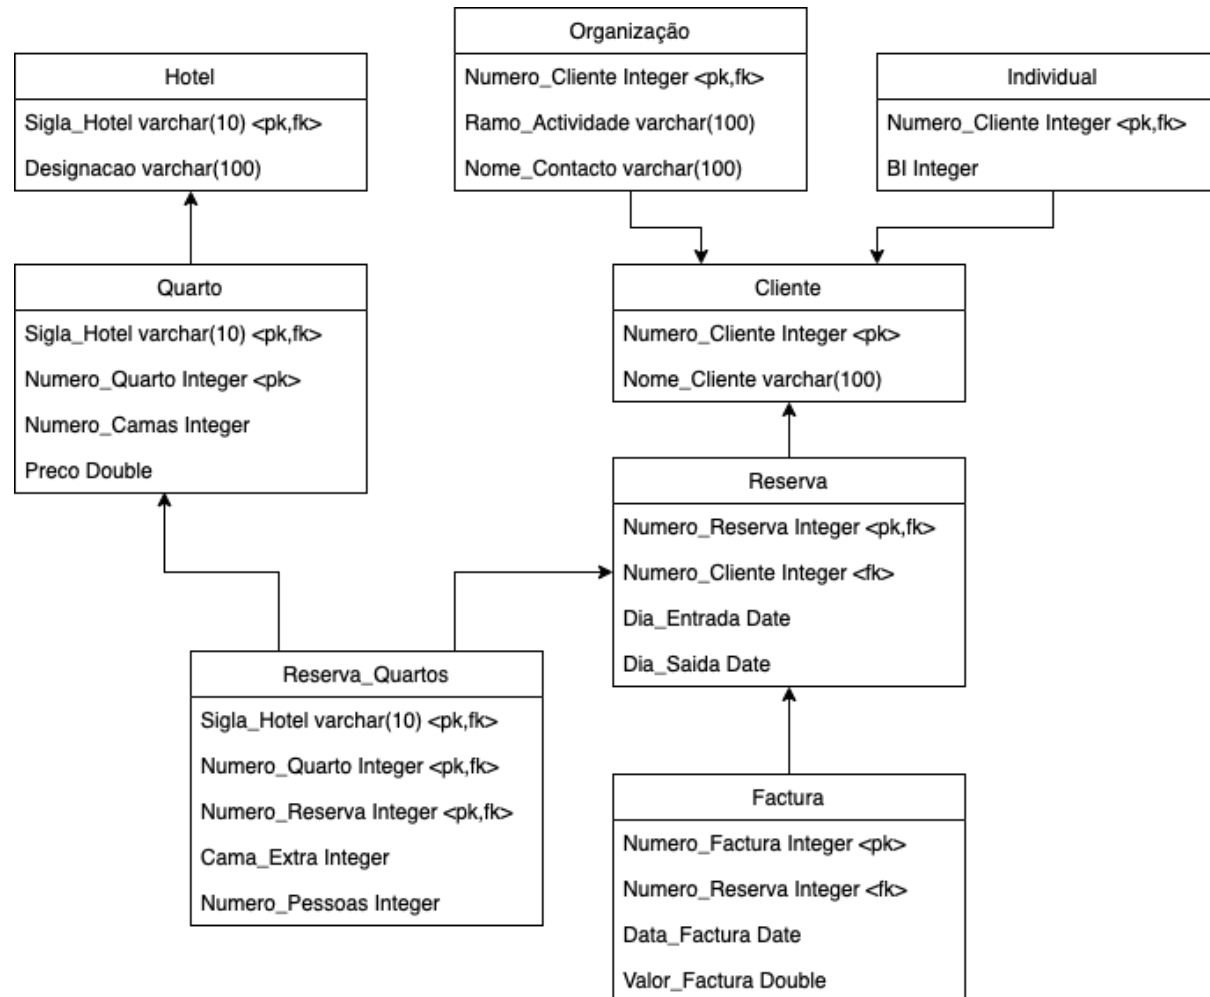 Hotel
Sigla_Hotel varchar(10) <pk,fk>
Designacao varchar(100)
Organização
Numero_Cliente Integer <pk,fk>
Ramo_Actividade varchar(100)
Nome_Contacto varchar(100)
Individual
Numero_Cliente Integer <pk,fk>
BI Integer
Quarto
Sigla_Hotel varchar(10) <pk,fk>
Numero_Quarto Integer <pk>
Numero_Camas Integer
Preco Double
Cliente
Numero_Cliente Integer <pk>
Nome_Cliente varchar(100)
Reserva
Numero_Reserva Integer <pk,fk>
Numero_Cliente Integer <fk>
Dia_Entrada Date
Dia_Saida Date
Reserva_Quartos
Sigla_Hotel varchar(10) <pk,fk>
Numero_Quarto Integer <pk,fk>
Numero_Reserva Integer <pk,fk>
Cama_Extra Integer
Numero_Pessoas Integer
Factura
Numero_Factura Integer <pk>
Numero_Reserva Integer <fk>
Data_Factura Date
Valor_Factura Double